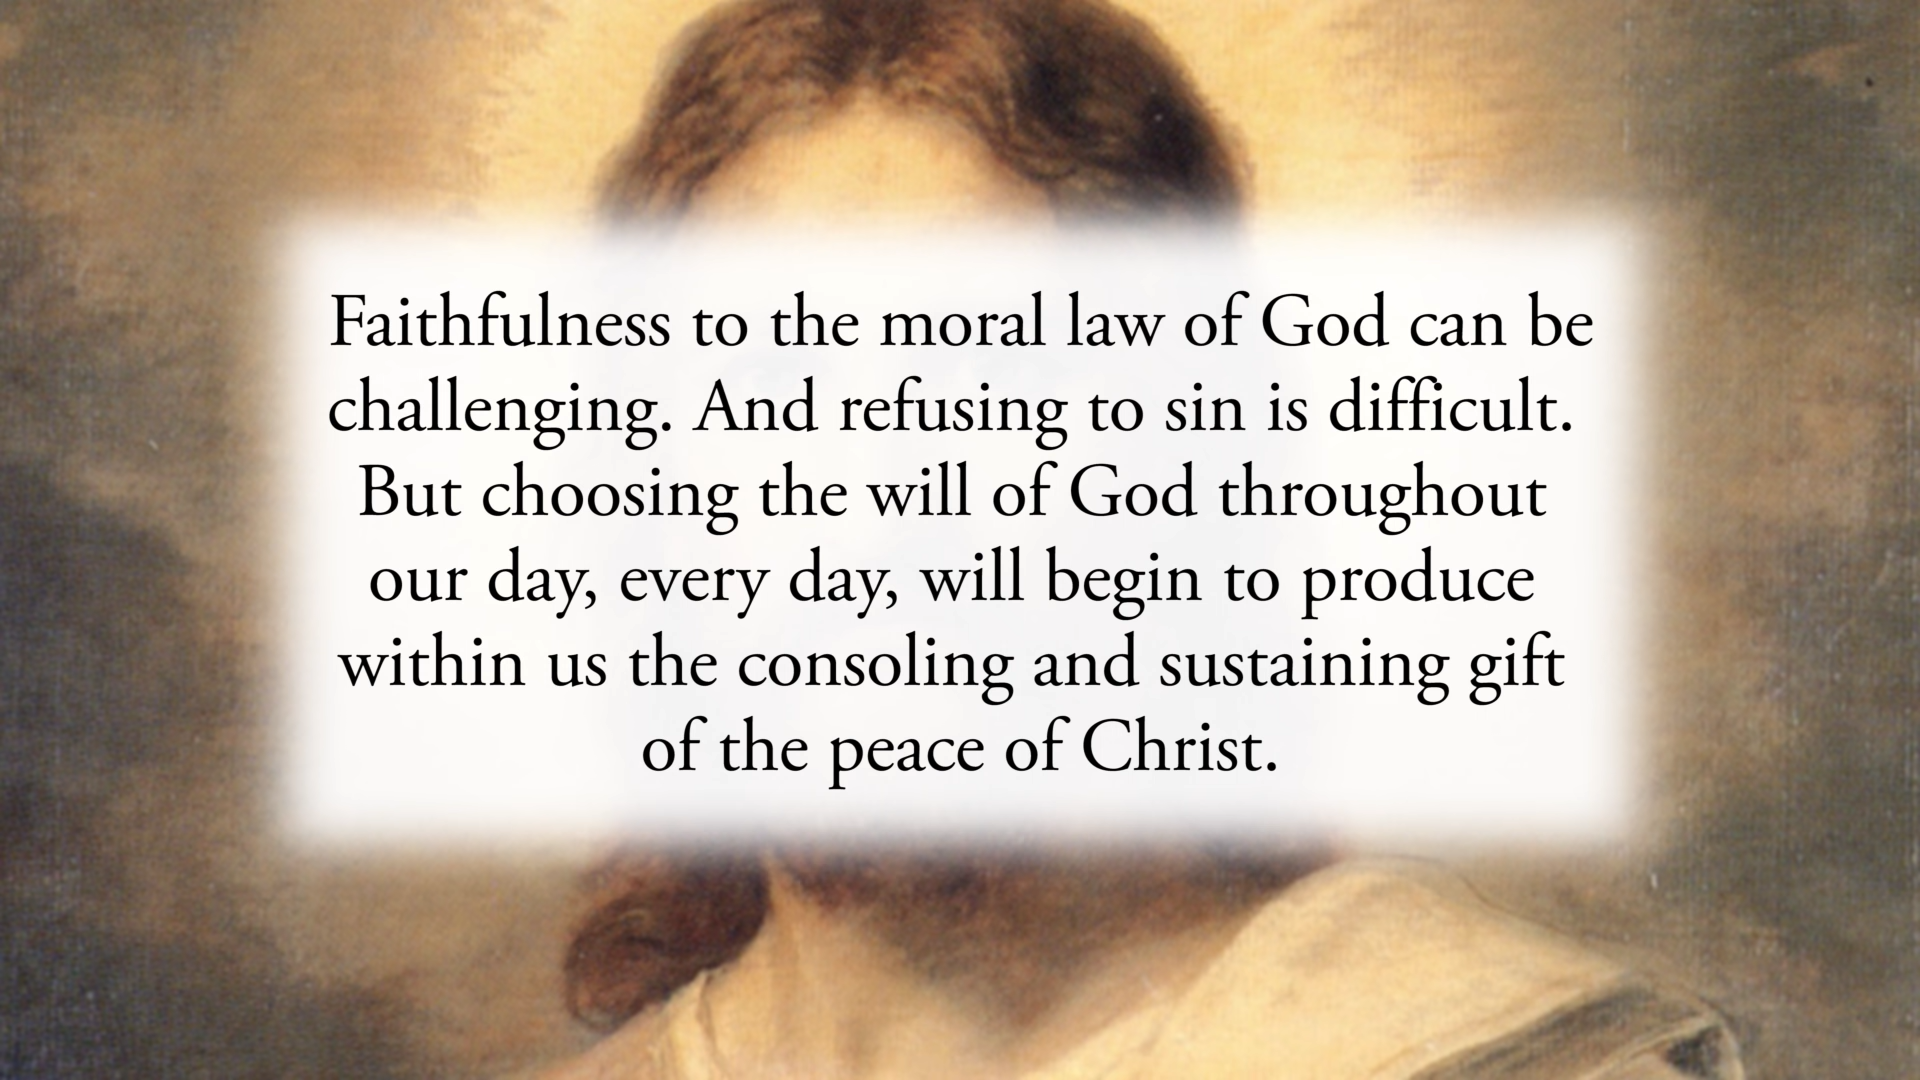 Faithfulness to the moral law of God can be
challenging. And refusing to sin is difficult.
But choosing the will of God throughout
our day, every day, will begin to produce
within us the consoling and sustaining gift
of the peace of Christ.